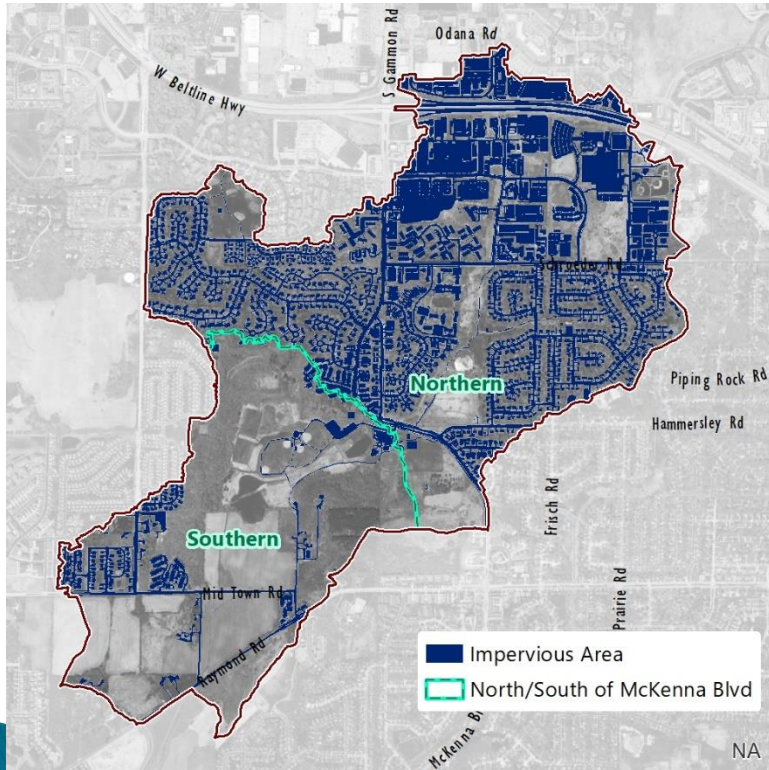 Odana Rd
S Gammon Rd
W Beltline Hwy
Schroeder Rd
Piping Rock Rd
Northern
Hammersley Rd
Frisch Rd
Southern
Prairie Rd
Mid Town Rd
Raymond Rd
Impervious Area
North/South of McKenna Blvd
McKenna Bl
NA